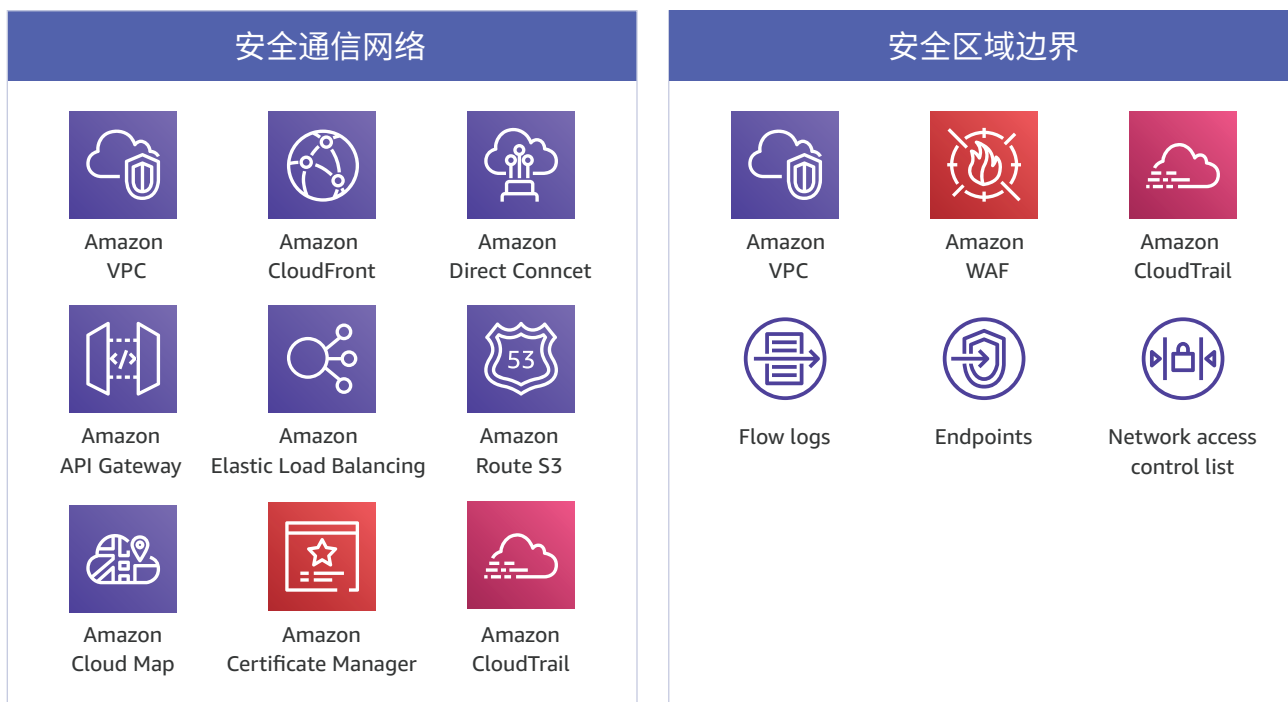 安全通信网络
Amazon
VPC
Amazon
CloudFront
Amazon
Direct Conncet
Amazon
API Gateway
Amazon
Elastic Load Balancing
53
Amazon
Route S3
Amazon
Cloud Map
Amazon
Certificate Manager
Amazon
CloudTrail
安全区域边界
Amazon
VPC
Amazon
WAF
Amazon
CloudTrail
Flow logs
Endpoints
Network access
control list